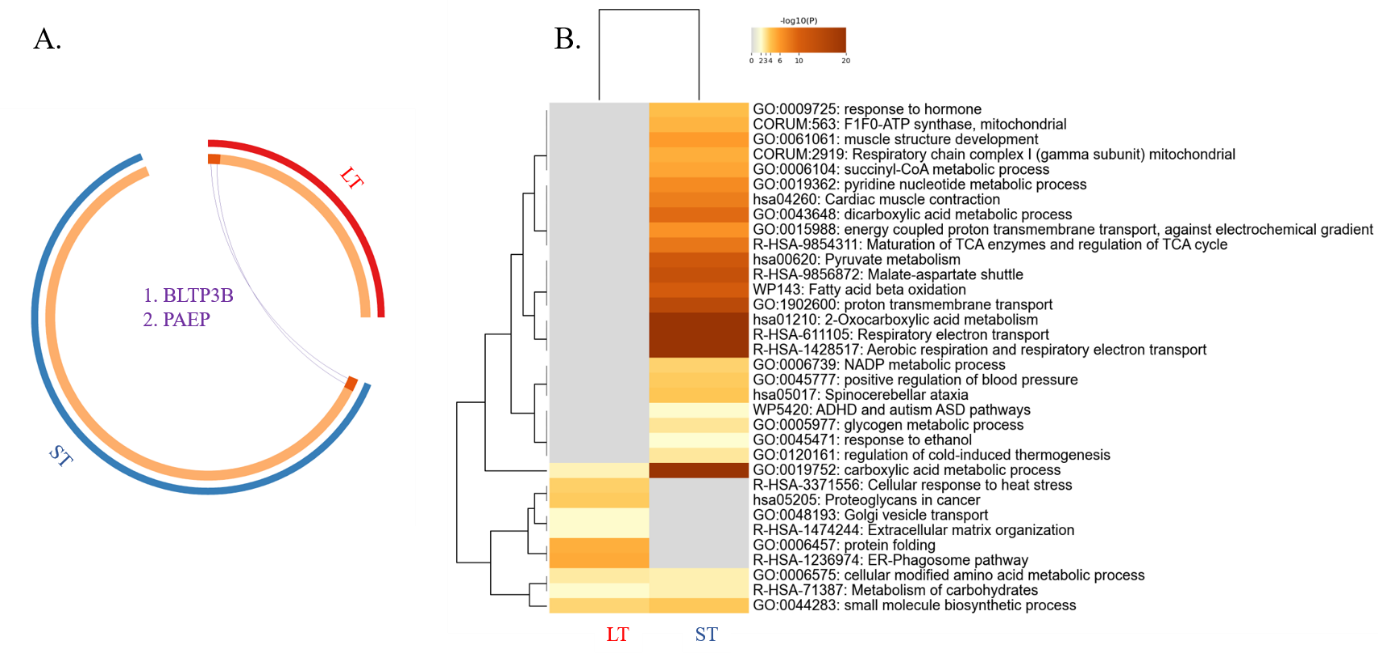 A.
LT
1. BLTP3B
2. PAEP
ST
B.
-log10(P)
0 2 3 4 6 10 20
GO:0009725: response to hormone
CORUM:563: F1F0-ATP synthase, mitochondrial
GO:0061061: muscle structure development
CORUM:2919: Respiratory chain complex I (gamma subunit) mitochondrial
GO:0006104: succinyl-CoA metabolic process
GO:0019362: pyridine nucleotide metabolic process
hsa04260: Cardiac muscle contraction
GO:0043648: dicarboxylic acid metabolic process
GO:0015988: energy coupled proton transmembrane transport, against electrochemical gradient
R-HSA-9854311: Maturation of TCA enzymes and regulation of TCA cycle
hsa00620: Pyruvate metabolism
R-HSA-9856872: Malate-aspartate shuttle
WP143: Fatty acid beta oxidation
GO:1902600: proton transmembrane transport
hsa01210: 2-Oxocarboxylic acid metabolism
R-HSA-611105: Respiratory electron transport
R-HSA-1428517: Aerobic respiration and respiratory electron transport
GO:0006739: NADP metabolic process
GO:0045777: positive regulation of blood pressure
hsa05017: Spinocerebellar ataxia
WP5420: ADHD and autism ASD pathways
GO:0005977: glycogen metabolic process
GO:0045471: response to ethanol
GO:0120161: regulation of cold-induced thermogenesis
GO:0019752: carboxylic acid metabolic process
R-HSA-3371556: Cellular response to heat stress
hsa05205: Proteoglycans in cancer
GO:0048193: Golgi vesicle transport
R-HSA-1474244: Extracellular matrix organization
GO:0006457: protein folding
R-HSA-1236974: ER-Phagosome pathway
GO:0006575: cellular modified amino acid metabolic process
R-HSA-71387: Metabolism of carbohydrates
GO:0044283: small molecule biosynthetic process
LT ST